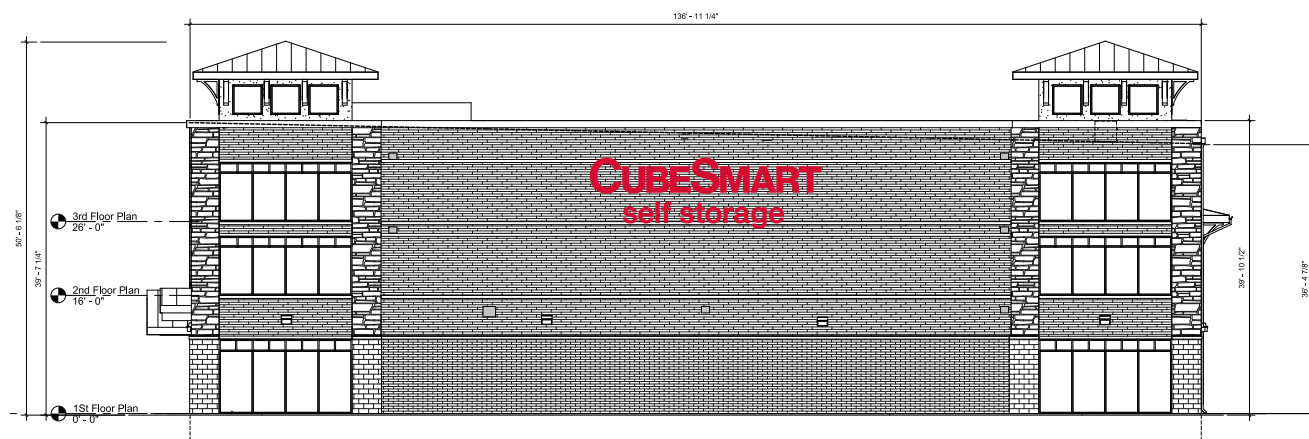 136' - 11 1/4"
CUBESMART
self storage
3rd Floor Plan
26' - 0"
50' - 6 1/8"
39' - 7 1/4"
39' - 10 1/2"
36' - 4 7/8"
2nd Floor Plan
16' - 0"
1St Floor Plan
0' - 0"